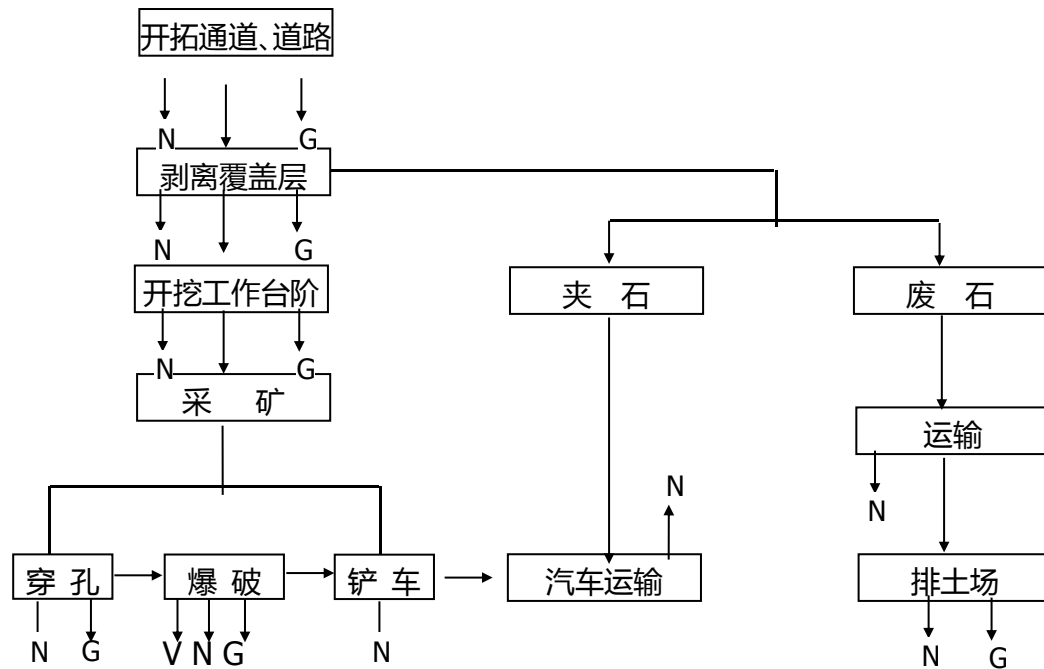 开拓通道、道路
N G
剥离覆盖层
N G
开挖工作台阶 夹 石 废 石
N G
采 矿
运输
N
N
穿 孔 爆 破 铲 车 汽车运输 排土场
N G V N G N N G